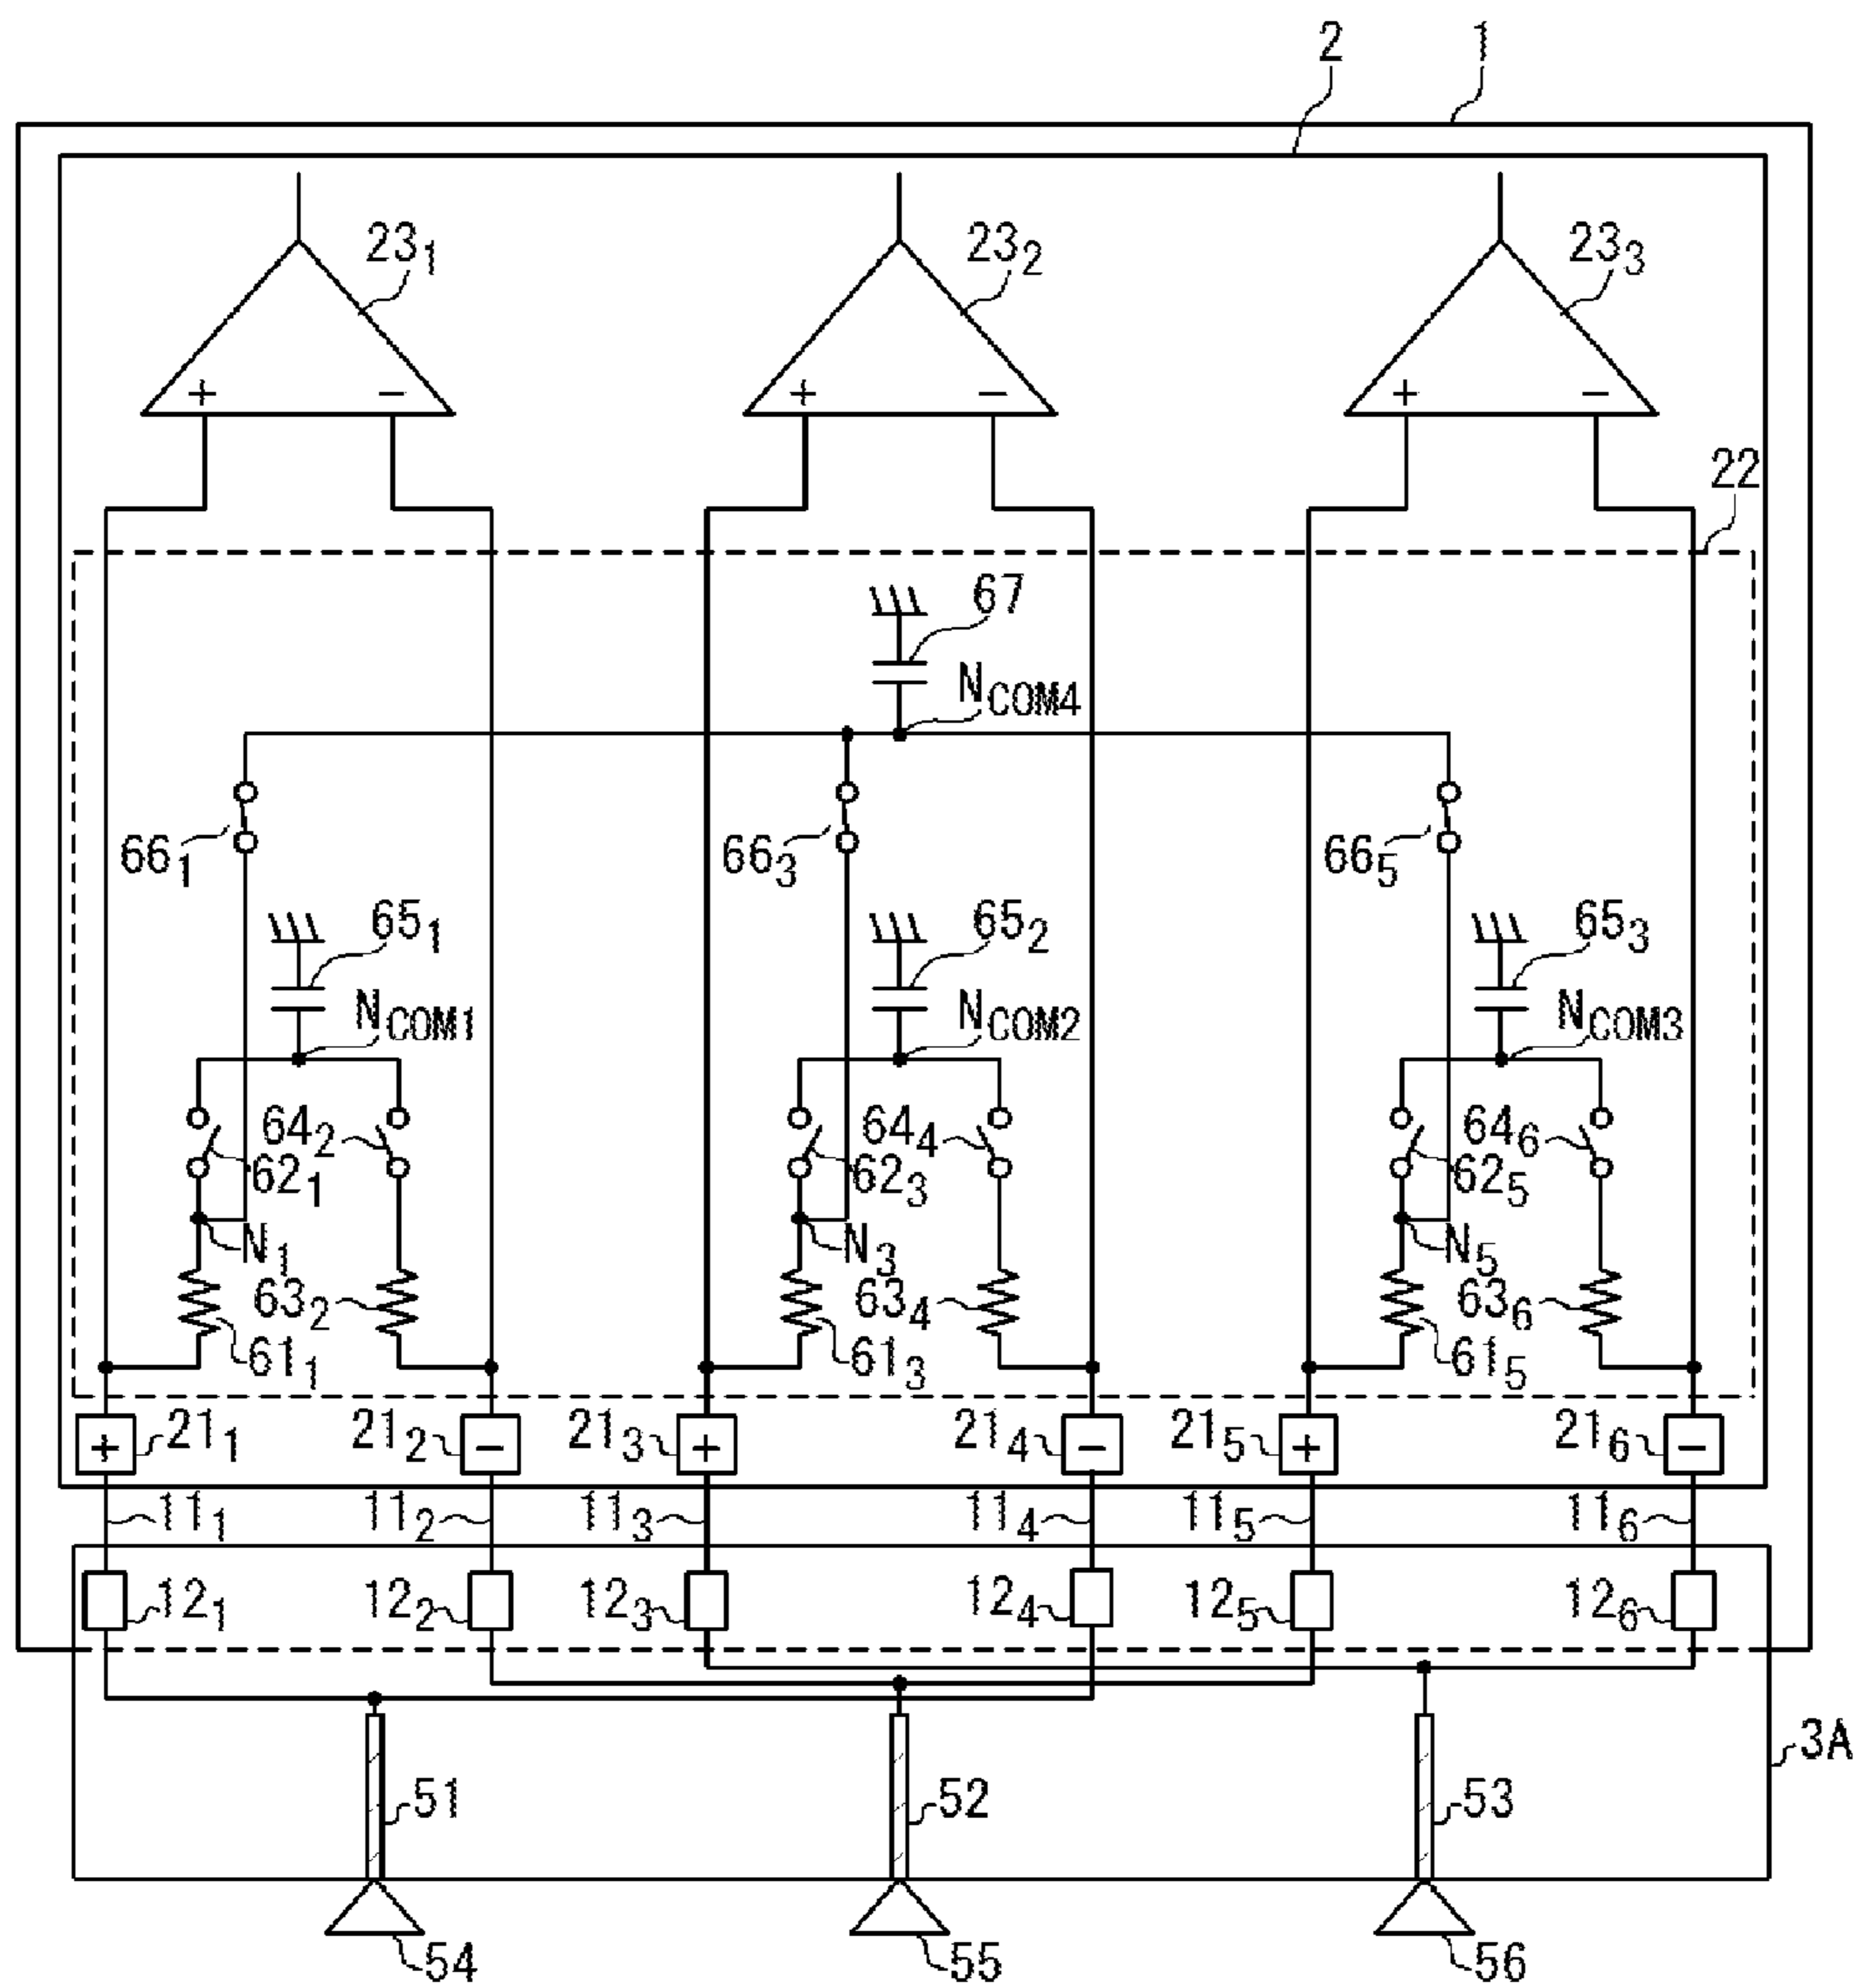 2 1
23₁ 23₂ 23₃
+ − + − + −
22
67
N_COM4
66₁ 66₃ 66₅
65₁ 65₂ 65₃
N_COM1 N_COM2 N_COM3
64₂ 64₄ 64₆
62₁ 62₃ 62₅
N₁ N₃ N₅
63₂ 63₄ 63₆
61₁ 61₃ 61₅
+ 21₁ 21₂ − 21₃ + 21₄ − 21₅ + 21₆ −
11₁ 11₂ 11₃ 11₄ 11₅ 11₆
12₁ 12₂ 12₃ 12₄ 12₅ 12₆
3A
51 52 53
54 55 56